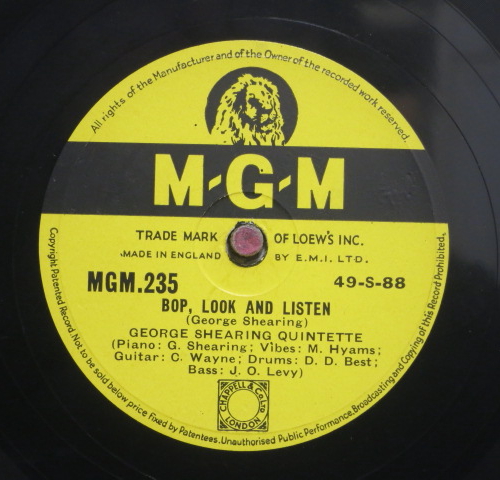 All rights of the Manufacturer and of the Owner of the recorded work reserved.
M-G-M
TRADE MARK OF LOEW'S INC.
MADE IN ENGLAND BY E.M.I. LTD.
MGM.235 49-S-88
BOP, LOOK AND LISTEN
(George Shearing)
GEORGE SHEARING QUINTETTE
(Piano: G. Shearing; Vibes: M. Hyams;
Guitar: C. Wayne; Drums: D. D. Best;
Bass: J. O. Levy)
CHAPPELL & Co. Ltd
LONDON
Copyright Patented Record. Not to be sold below price fixed by Patentees. Unauthorised Public Performance, Broadcasting and Copying of this Record Prohibited.